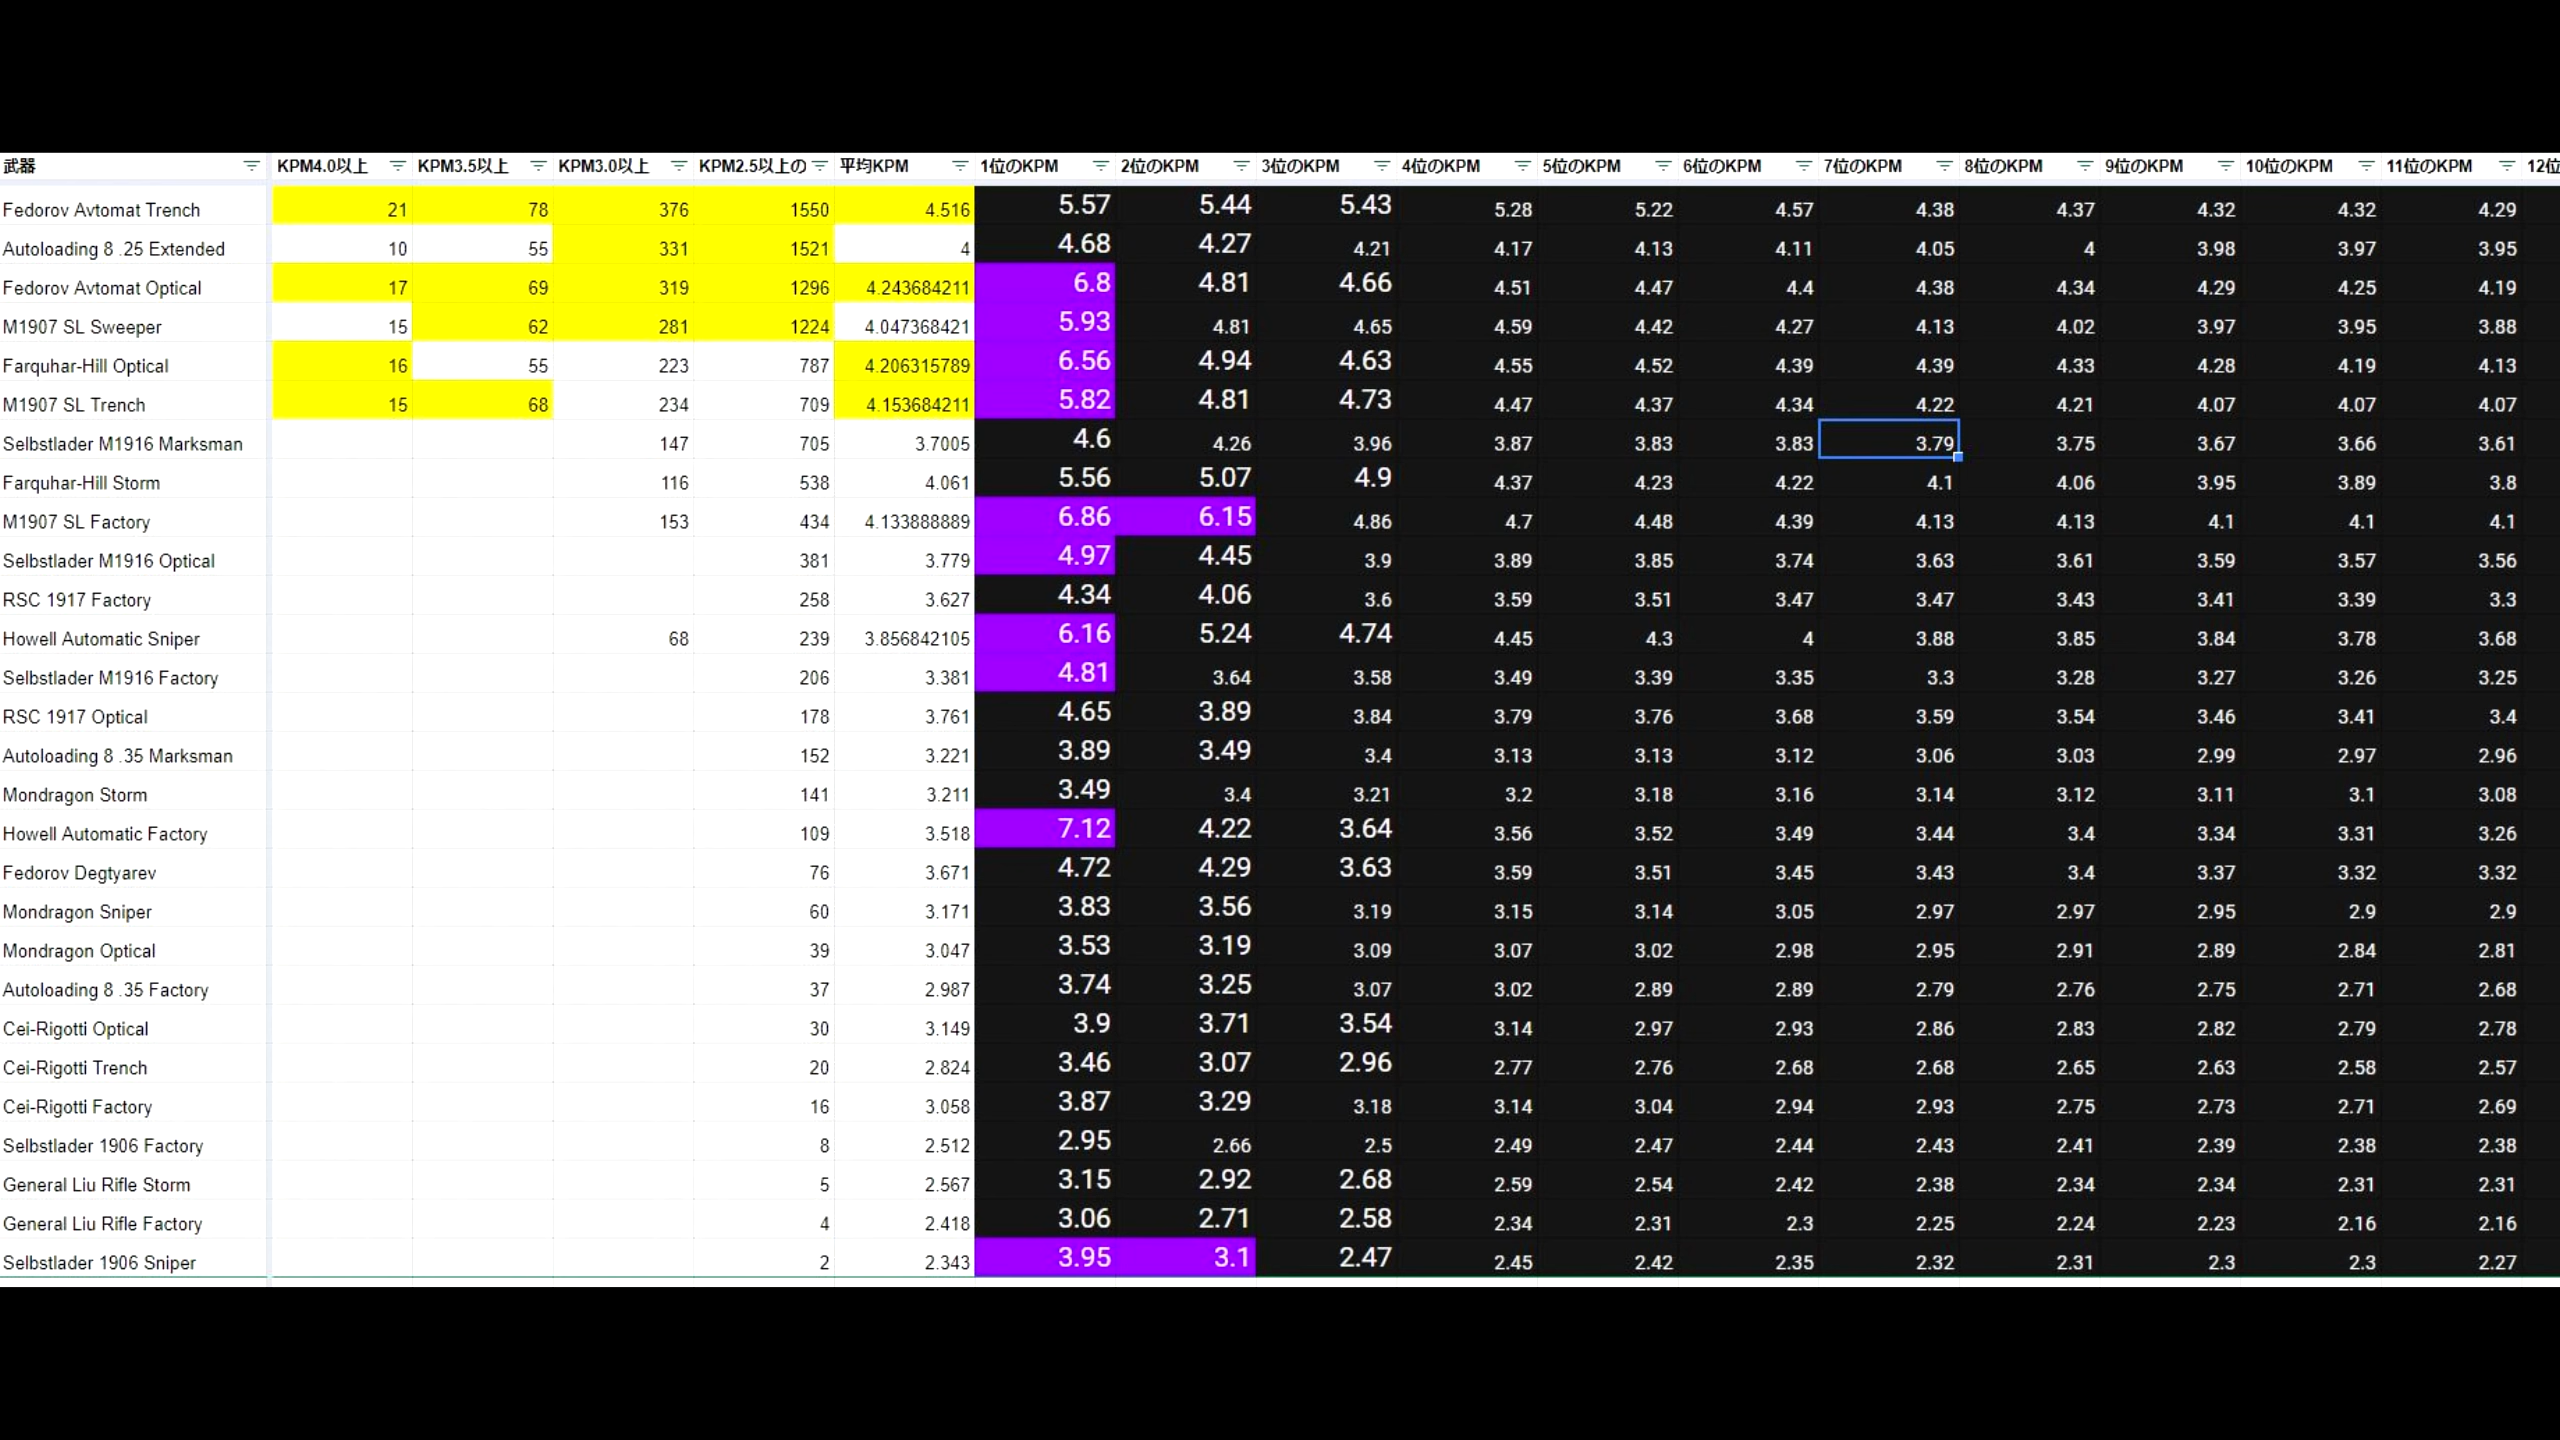 武器 KPM4.0以上 KPM3.5以上 KPM3.0以上 KPM2.5以上の 平均KPM 1位のKPM 2位のKPM 3位のKPM 4位のKPM 5位のKPM 6位のKPM 7位のKPM 8位のKPM 9位のKPM 10位のKPM 11位のKPM 12位
Fedorov Avtomat Trench 21 78 376 1550 4.516 5.57 5.44 5.43 5.28 5.22 4.57 4.38 4.37 4.32 4.32 4.29
Autoloading 8 .25 Extended 10 55 331 1521 4 4.68 4.27 4.21 4.17 4.13 4.11 4.05 4 3.98 3.97 3.95
Fedorov Avtomat Optical 17 69 319 1296 4.243684211 6.8 4.81 4.66 4.51 4.47 4.4 4.38 4.34 4.29 4.25 4.19
M1907 SL Sweeper 15 62 281 1224 4.047368421 5.93 4.81 4.65 4.59 4.42 4.27 4.13 4.02 3.97 3.95 3.88
Farquhar-Hill Optical 16 55 223 787 4.206315789 6.56 4.94 4.63 4.55 4.52 4.39 4.39 4.33 4.28 4.19 4.13
M1907 SL Trench 15 68 234 709 4.153684211 5.82 4.81 4.73 4.47 4.37 4.34 4.22 4.21 4.07 4.07 4.07
Selbstlader M1916 Marksman 147 705 3.7005 4.6 4.26 3.96 3.87 3.83 3.83 3.79 3.75 3.67 3.66 3.61
Farquhar-Hill Storm 116 538 4.061 5.56 5.07 4.9 4.37 4.23 4.22 4.1 4.06 3.95 3.89 3.8
M1907 SL Factory 153 434 4.133888889 6.86 6.15 4.86 4.7 4.48 4.39 4.13 4.13 4.1 4.1 4.1
Selbstlader M1916 Optical 381 3.779 4.97 4.45 3.9 3.89 3.85 3.74 3.63 3.61 3.59 3.57 3.56
RSC 1917 Factory 258 3.627 4.34 4.06 3.6 3.59 3.51 3.47 3.47 3.43 3.41 3.39 3.3
Howell Automatic Sniper 68 239 3.856842105 6.16 5.24 4.74 4.45 4.3 4 3.88 3.85 3.84 3.78 3.68
Selbstlader M1916 Factory 206 3.381 4.81 3.64 3.58 3.49 3.39 3.35 3.3 3.28 3.27 3.26 3.25
RSC 1917 Optical 178 3.761 4.65 3.89 3.84 3.79 3.76 3.68 3.59 3.54 3.46 3.41 3.4
Autoloading 8 .35 Marksman 152 3.221 3.89 3.49 3.4 3.13 3.13 3.12 3.06 3.03 2.99 2.97 2.96
Mondragon Storm 141 3.211 3.49 3.4 3.21 3.2 3.18 3.16 3.14 3.12 3.11 3.1 3.08
Howell Automatic Factory 109 3.518 7.12 4.22 3.64 3.56 3.52 3.49 3.44 3.4 3.34 3.31 3.26
Fedorov Degtyarev 76 3.671 4.72 4.29 3.63 3.59 3.51 3.45 3.43 3.4 3.37 3.32 3.32
Mondragon Sniper 60 3.171 3.83 3.56 3.19 3.15 3.14 3.05 2.97 2.97 2.95 2.9 2.9
Mondragon Optical 39 3.047 3.53 3.19 3.09 3.07 3.02 2.98 2.95 2.91 2.89 2.84 2.81
Autoloading 8 .35 Factory 37 2.987 3.74 3.25 3.07 3.02 2.89 2.89 2.79 2.76 2.75 2.71 2.68
Cei-Rigotti Optical 30 3.149 3.9 3.71 3.54 3.14 2.97 2.93 2.86 2.83 2.82 2.79 2.78
Cei-Rigotti Trench 20 2.824 3.46 3.07 2.96 2.77 2.76 2.68 2.68 2.65 2.63 2.58 2.57
Cei-Rigotti Factory 16 3.058 3.87 3.29 3.18 3.14 3.04 2.94 2.93 2.75 2.73 2.71 2.69
Selbstlader 1906 Factory 8 2.512 2.95 2.66 2.5 2.49 2.47 2.44 2.43 2.41 2.39 2.38 2.38
General Liu Rifle Storm 5 2.567 3.15 2.92 2.68 2.59 2.54 2.42 2.38 2.34 2.34 2.31 2.31
General Liu Rifle Factory 4 2.418 3.06 2.71 2.58 2.34 2.31 2.3 2.25 2.24 2.23 2.16 2.16
Selbstlader 1906 Sniper 2 2.343 3.95 3.1 2.47 2.45 2.42 2.35 2.32 2.31 2.3 2.3 2.27